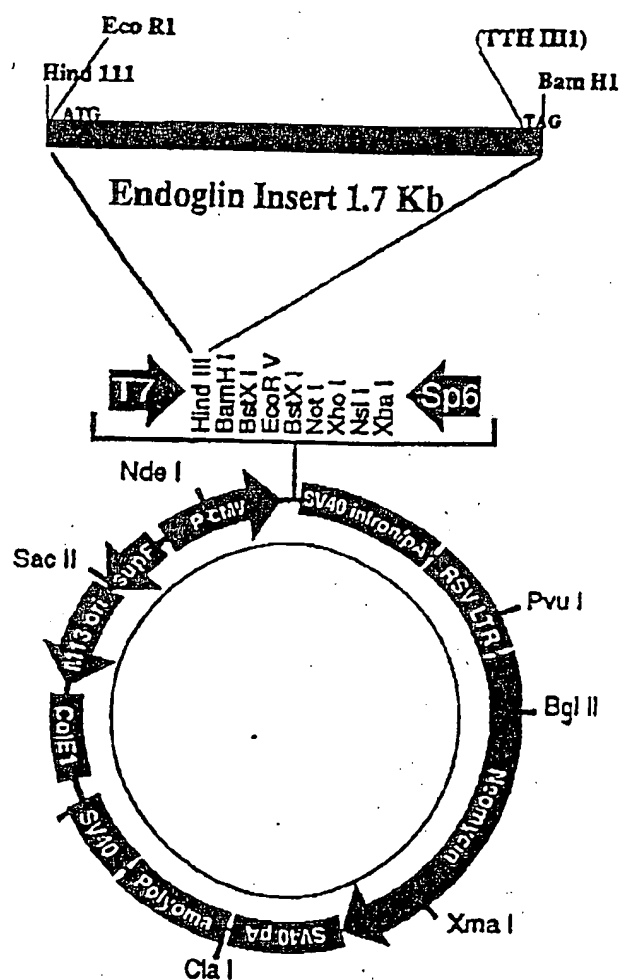 Eco R1
(TTH III1)
Hind 111
Bam H1
ATG
TAG
Endoglin Insert 1.7 Kb
T7
Hind III
BamH I
BstX I
EcoR V
BstX I
Not I
Xho I
Nsi I
Xba I
Sp6
Nde I
P CMV
SV40 intron/pA
supF
Sac II
RSV LTR
Pvu I
M13 ori
Bgl II
ColE1
Neomycin
SV40
Polyoma
SV40 pA
Xma I
Cla I